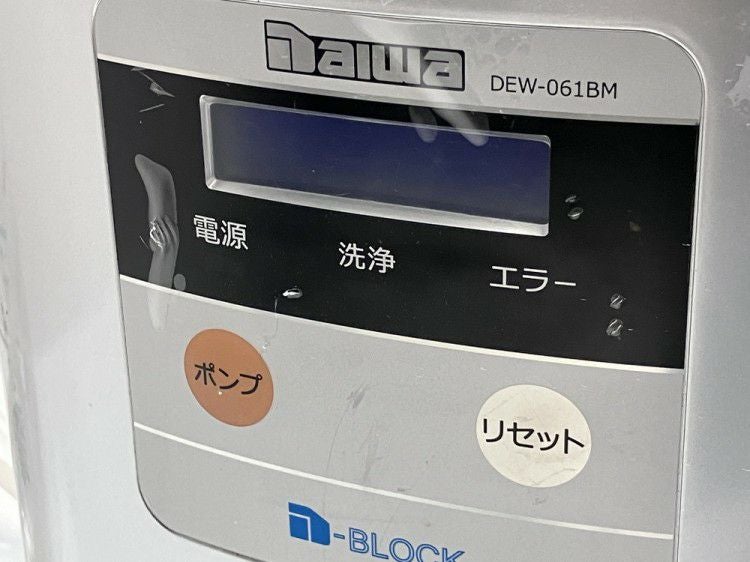 Daiwa
DEW-061BM
電源 洗浄 エラー
ポンプ
リセット
D-BLOCK